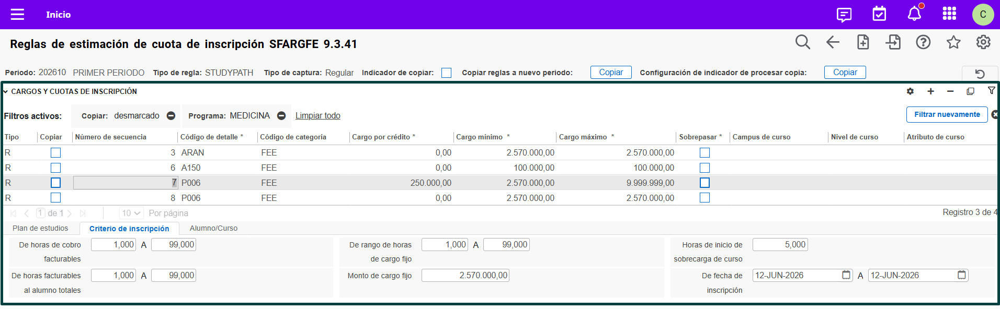 Inicio
C
Reglas de estimación de cuota de inscripción SFARGFE 9.3.41
Periodo: 202610 PRIMER PERIODO Tipo de regla: STUDYPATH Tipo de captura: Regular Indicador de copiar: Copiar reglas a nuevo periodo: Copiar Configuración de indicador de procesar copia: Copiar
CARGOS Y CUOTAS DE INSCRIPCIÓN
Filtros activos: Copiar: desmarcado Programa: MEDICINA Limpiar todo Filtrar nuevamente
Tipo Copiar Número de secuencia Código de detalle * Código de categoría Cargo por crédito * Cargo mínimo * Cargo máximo * Sobrepasar * Campus de curso Nivel de curso Atributo de curso
R 3 ARAN FEE 0,00 2.570.000,00 2.570.000,00
R 6 A150 FEE 0,00 100.000,00 100.000,00
R 7 P006 FEE 250.000,00 2.570.000,00 9.999.999,00
R 8 P006 FEE 0,00 2.570.000,00 2.570.000,00
1 de 1 10 Por página Registro 3 de 4
Plan de estudios Criterio de inscripción Alumno/Curso
De horas de cobro facturables 1,000 A 99,000
De rango de horas de cargo fijo 1,000 A 99,000
Horas de inicio de sobrecarga de curso 5,000
De horas facturables al alumno totales 1,000 A 99,000
Monto de cargo fijo 2.570.000,00
De fecha de inscripción 12-JUN-2026 A 12-JUN-2026